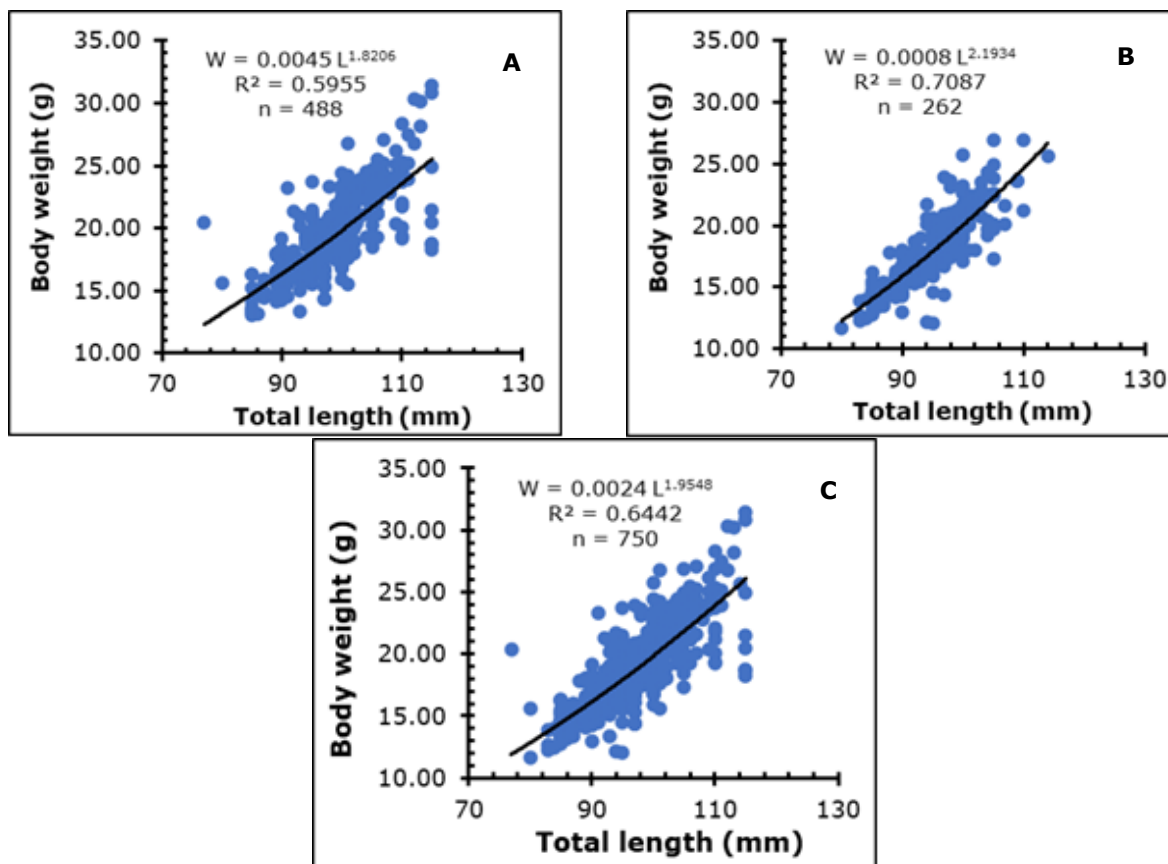 35.00
30.00
25.00
20.00
15.00
10.00
Body weight (g)
W = 0.0045 L^1.8206
R² = 0.5955
n = 488
A
70 90 110 130
Total length (mm)
35.00
30.00
25.00
20.00
15.00
10.00
Body weight (g)
W = 0.0008 L^2.1934
R² = 0.7087
n = 262
B
70 90 110 130
Total length (mm)
35.00
30.00
25.00
20.00
15.00
10.00
Body weight (g)
W = 0.0024 L^1.9548
R² = 0.6442
n = 750
C
70 90 110 130
Total length (mm)